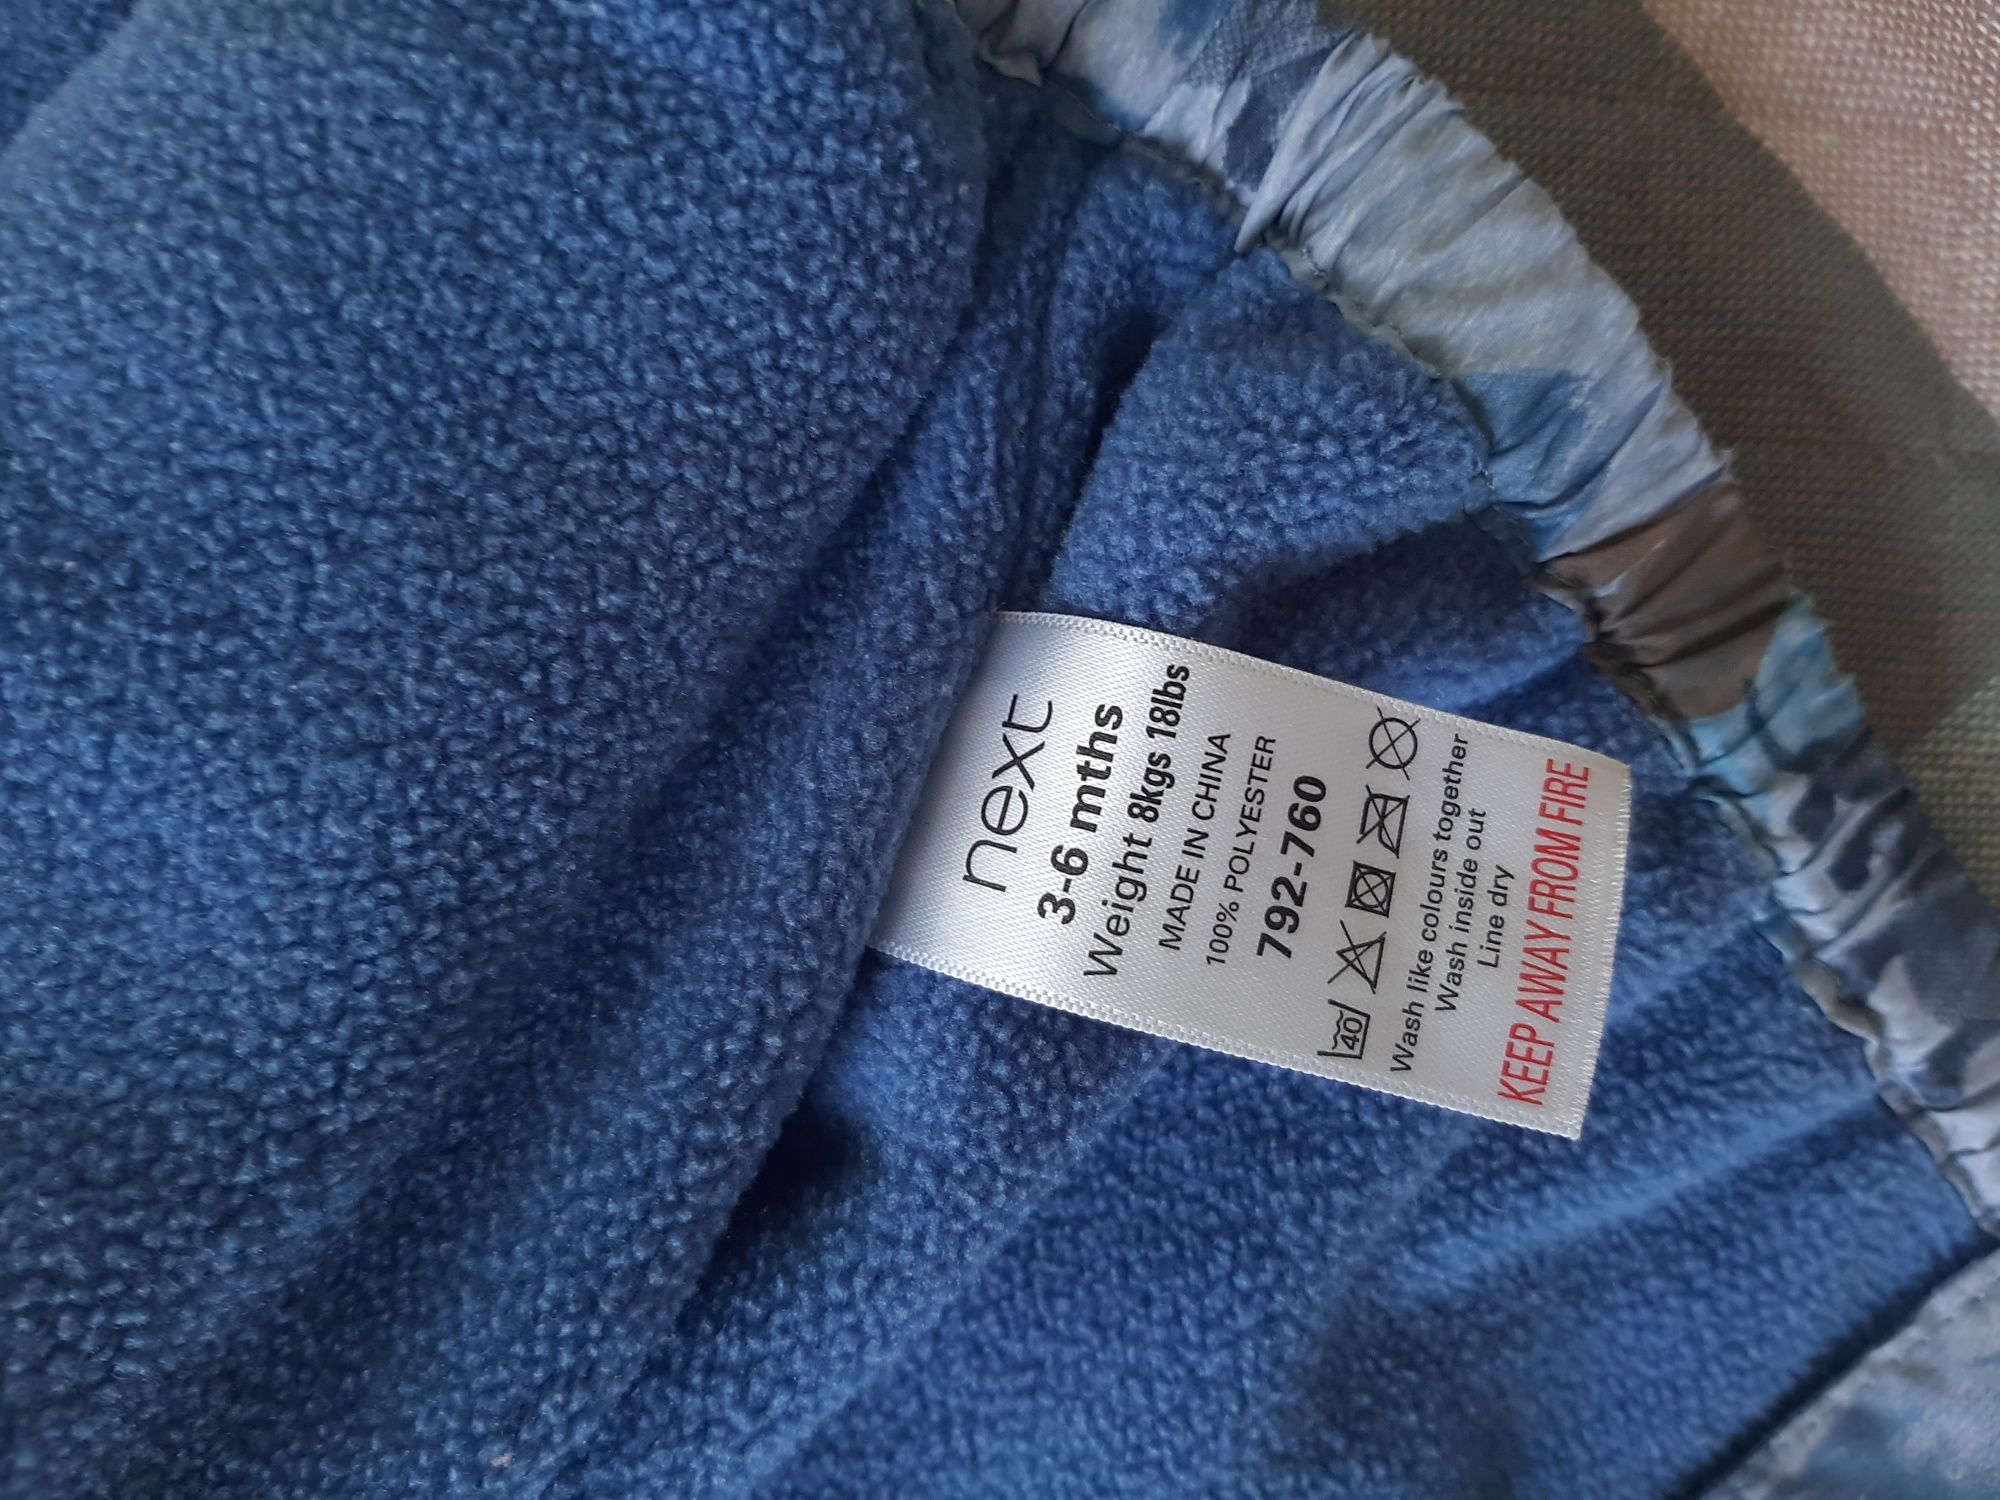 next
3-6 mths
Weight 8kgs 18lbs
MADE IN CHINA
100% POLYESTER
792-760
40
Wash like colours together
Wash inside out
Line dry
KEEP AWAY FROM FIRE